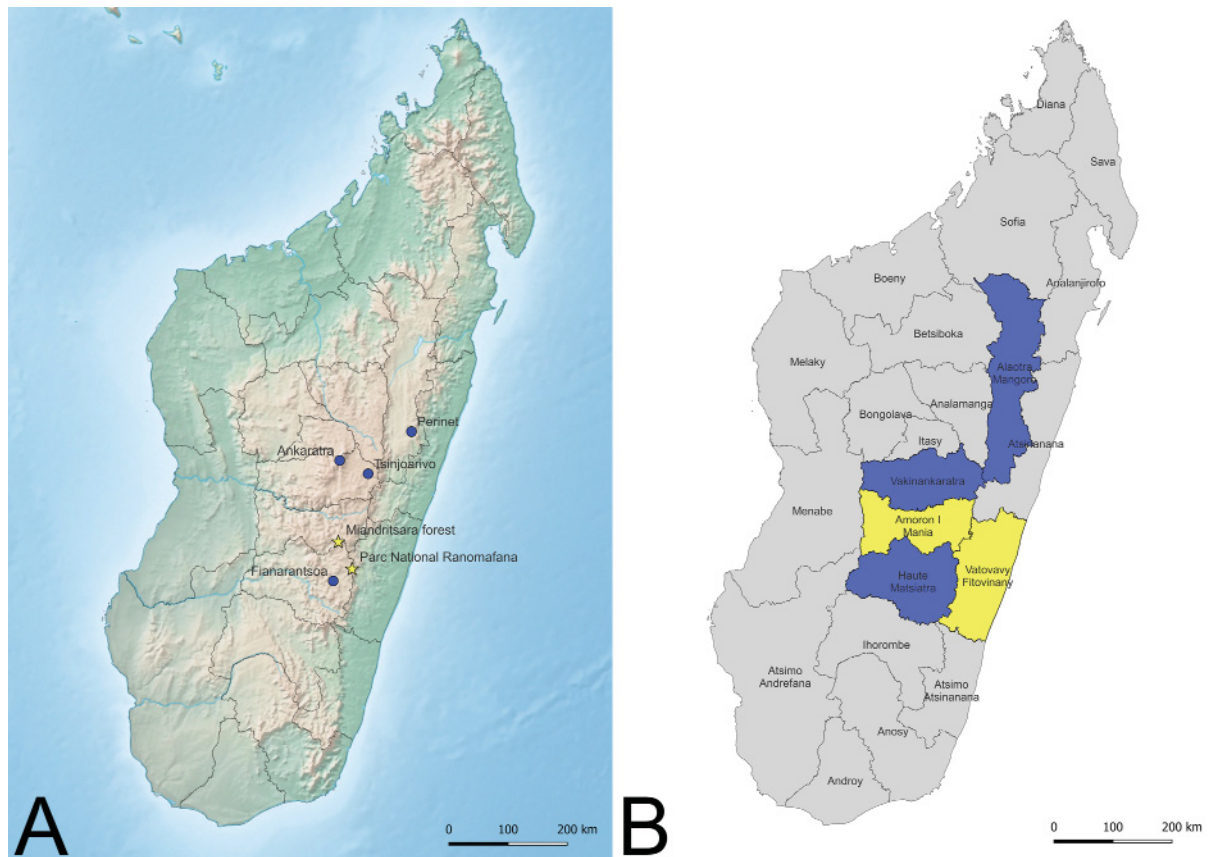 Perinet
Ankaratra
Tsinjoarivo
Miandritsara forest
Parc National Ranomafana
Fianarantsoa
A
0 100 200 km
Diana
Sava
Sofia
Boeny
Analanjirofo
Betsiboka
Melaky
Alaotra
Mangoro
Analamanga
Bongolava
Itasy
Atsinanana
Vakinankaratra
Menabe
Amoron I
Mania
Haute
Matsiatra
Vatovavy
Fitovinany
Ihorombe
Atsimo
Andrefana
Atsimo
Atsinanana
Anosy
Androy
B
0 100 200 km